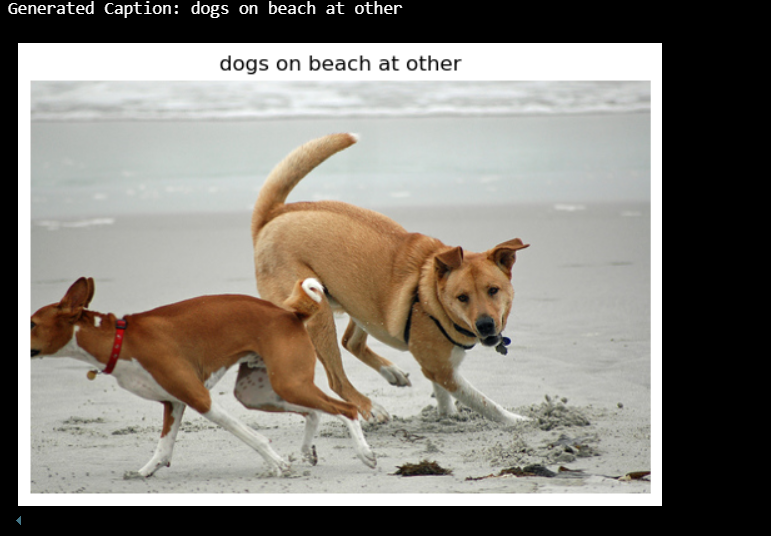 Generated Caption: dogs on beach at other
dogs on beach at other